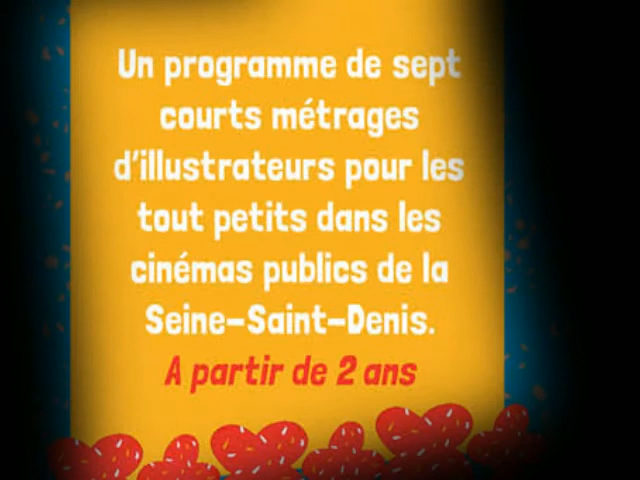 Un programme de sept
courts métrages
d'illustrateurs pour les
tout petits dans les
cinémas publics de la
Seine-Saint-Denis.
A partir de 2 ans